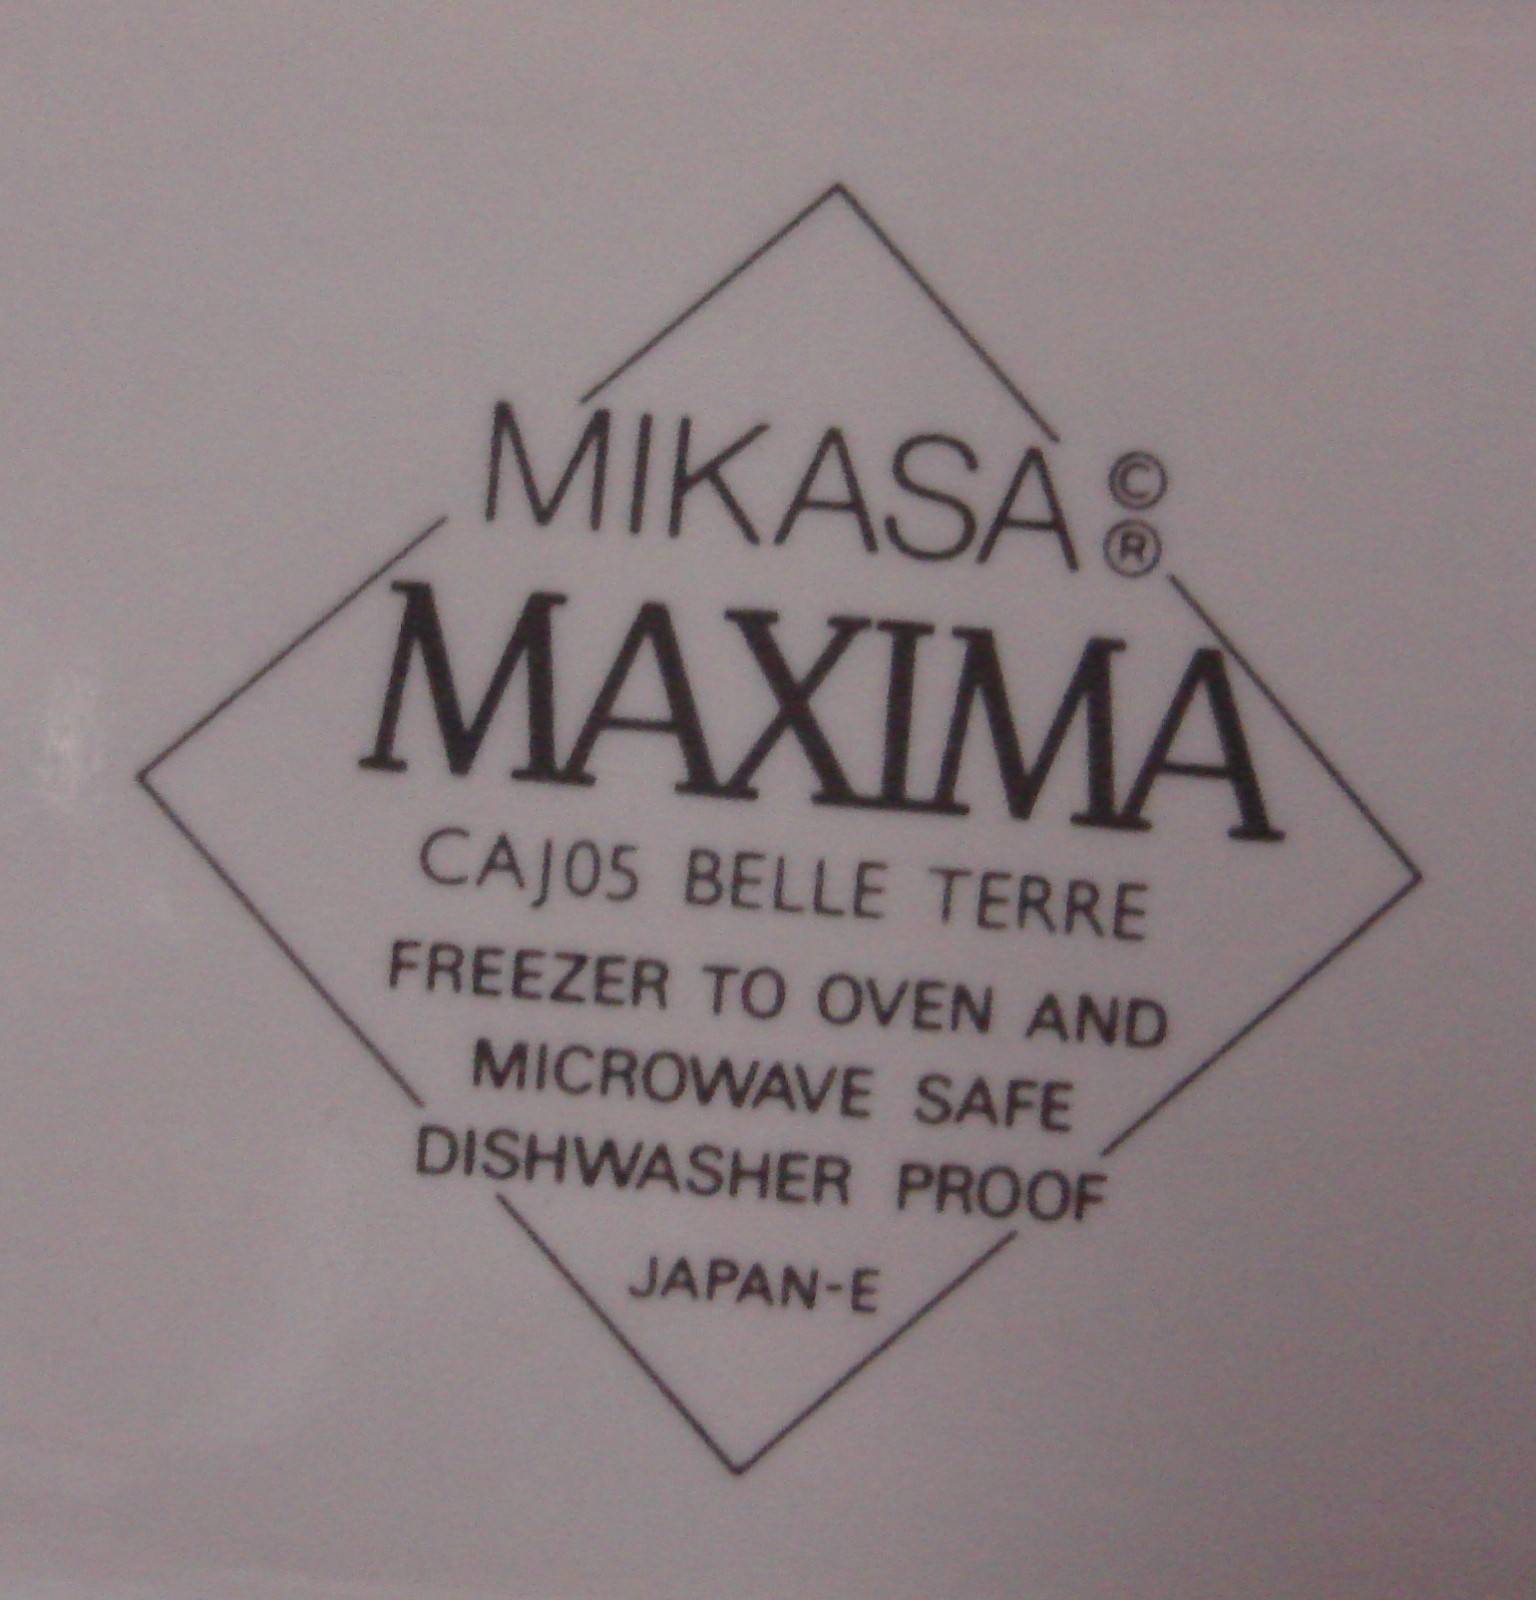 MIKASA ©
®
MAXIMA
CAJ05 BELLE TERRE
FREEZER TO OVEN AND
MICROWAVE SAFE
DISHWASHER PROOF
JAPAN-E